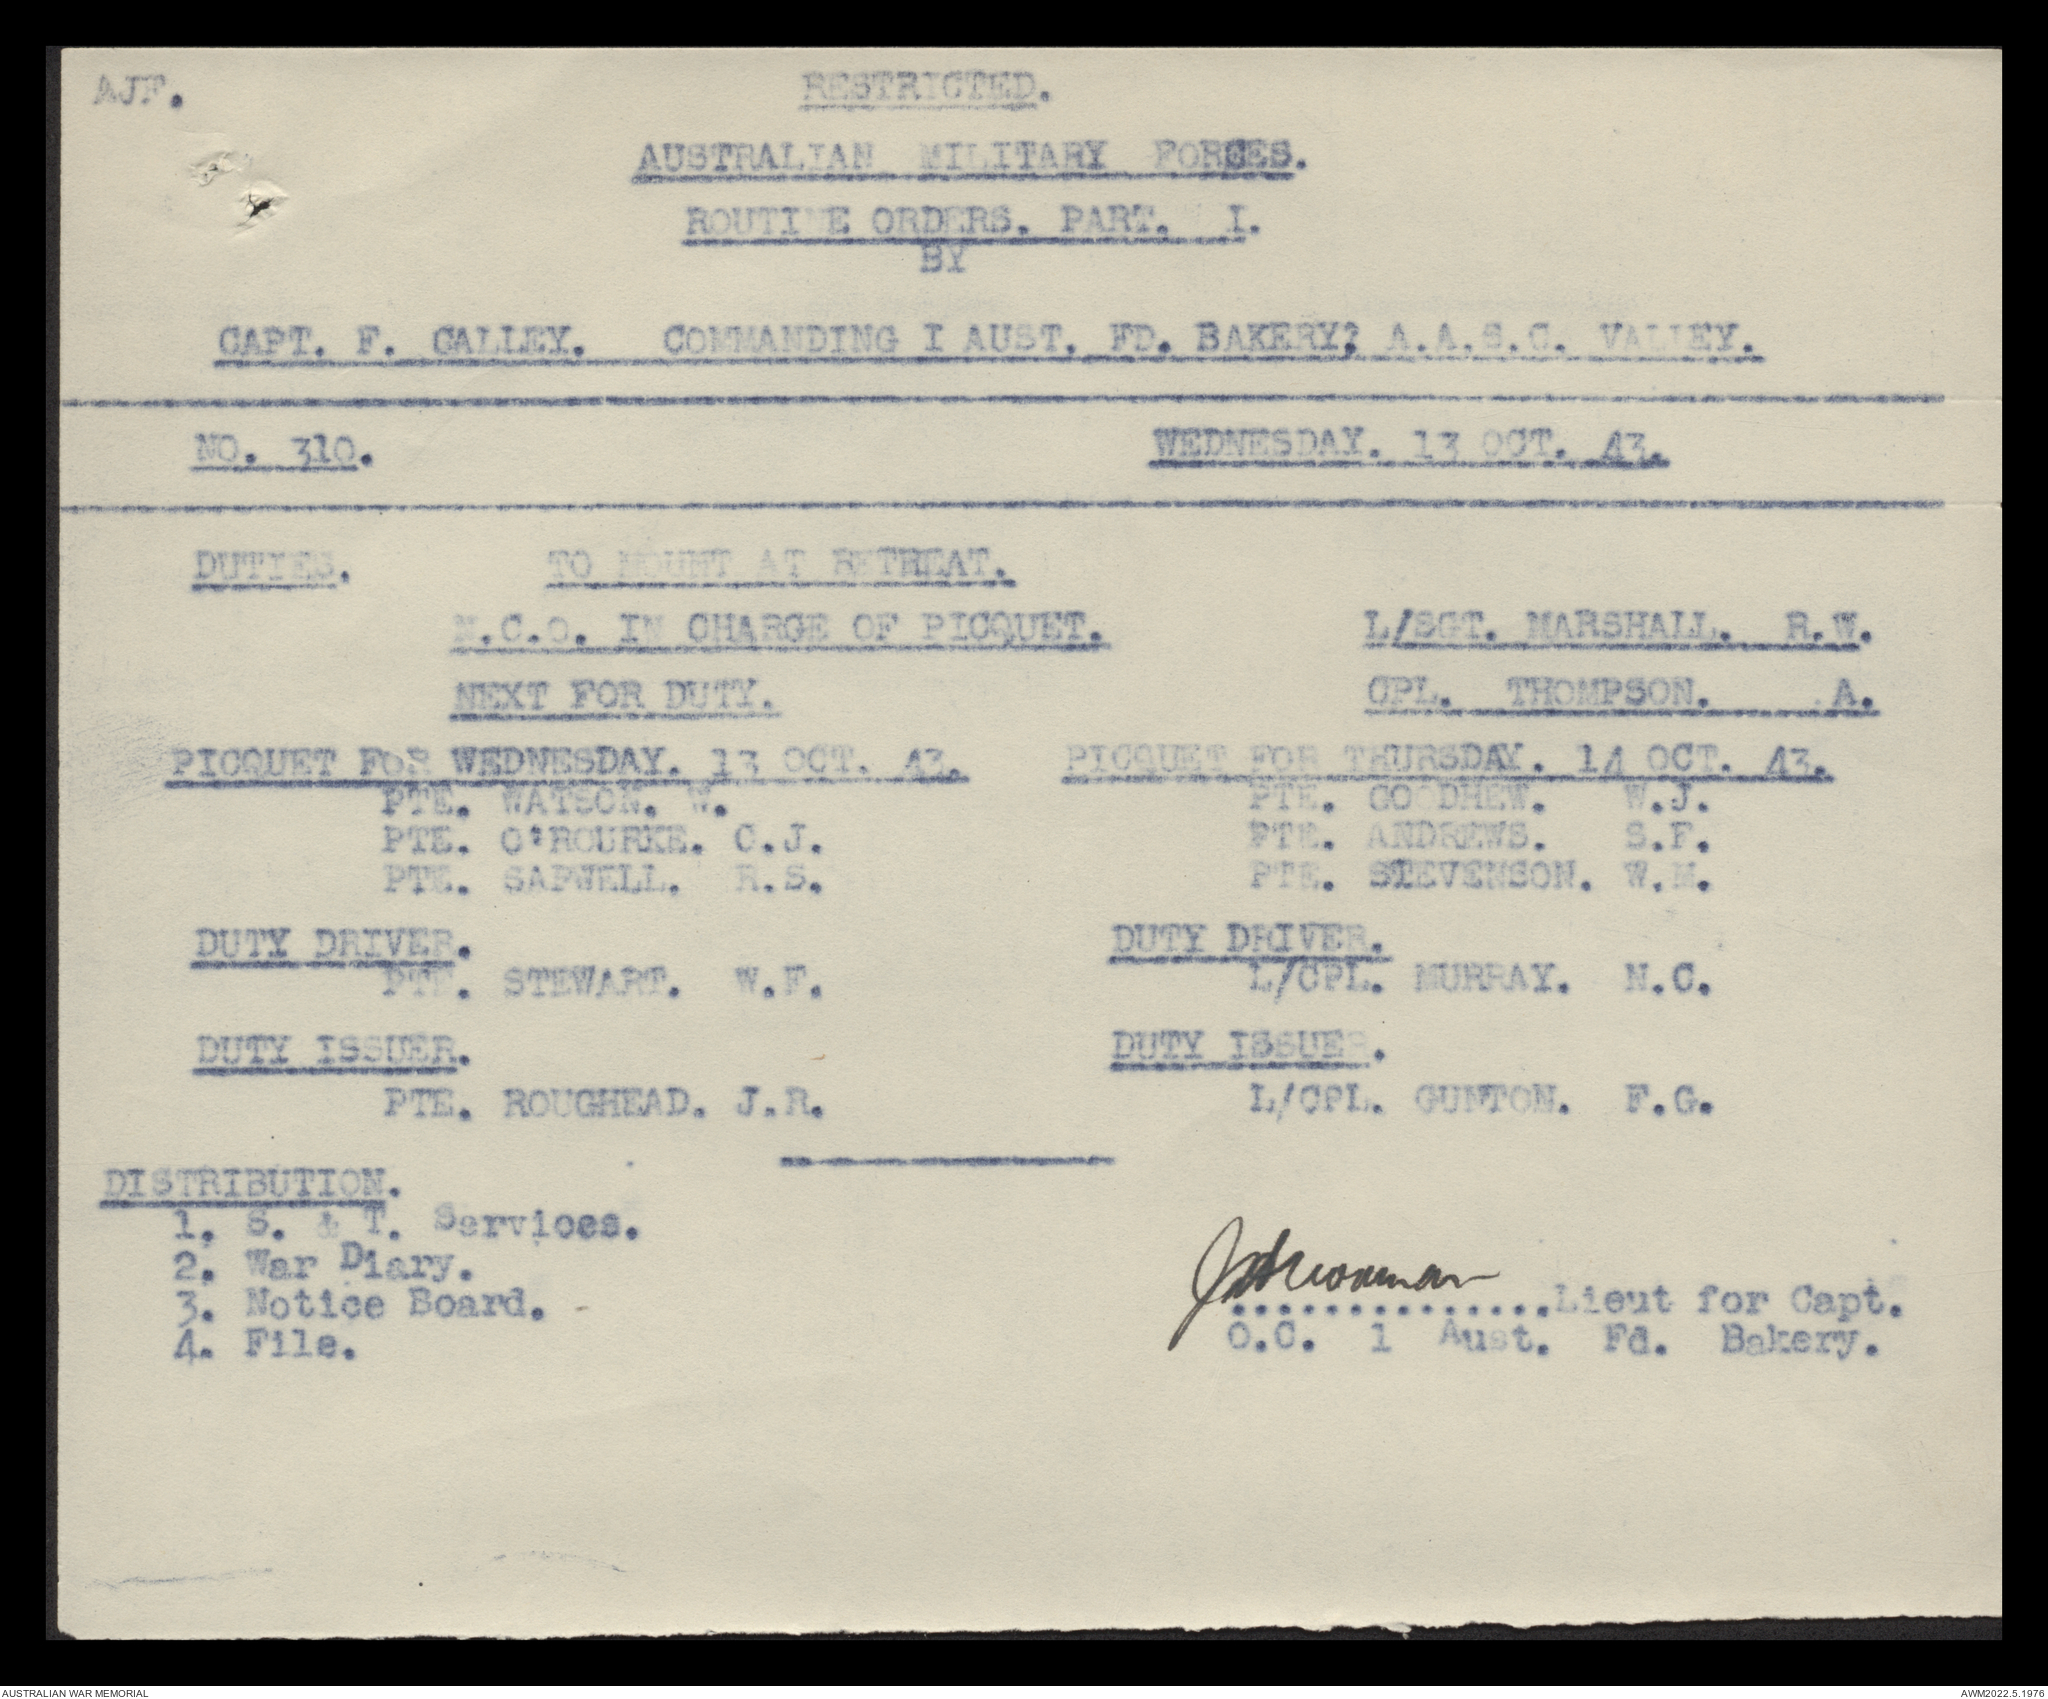 AJF.
RESTRICTED.
AUSTRALIAN MILITARY FORCES.
ROUTINE ORDERS. PART. I.
BY
CAPT. F. CALLEY. COMMANDING I AUST. FD. BAKERY? A.A.S.C. VALLEY.
NO. 310. WEDNESDAY. 13 OCT. 43.
DUTIES. TO MOUNT AT RETREAT.
N.C.O. IN CHARGE OF PICQUET. L/SGT. MARSHALL. R.W.
NEXT FOR DUTY. CPL. THOMPSON. A.
PICQUET FOR WEDNESDAY. 13 OCT. 43. PICQUET FOR THURSDAY. 14 OCT. 43.
PTE. WATSON. W. PTE. GOODHEW. W.J.
PTE. O'ROURKE. C.J. PTE. ANDREWS. S.F.
PTE. SAPWELL. R.S. PTE. STEVENSON. W.M.
DUTY DRIVER. DUTY DRIVER.
PTE. STEWART. W.F. L/CPL. MURRAY. N.C.
DUTY ISSUER. DUTY ISSUER.
PTE. ROUGHEAD. J.R. L/CPL. GUNTON. F.G.
DISTRIBUTION.
1. S. & T. Services.
2. War Diary.
3. Notice Board. ...............Lieut for Capt.
4. File. O.C. 1 Aust. Fd. Bakery.
AUSTRALIAN WAR MEMORIAL AWM2022.5.1976